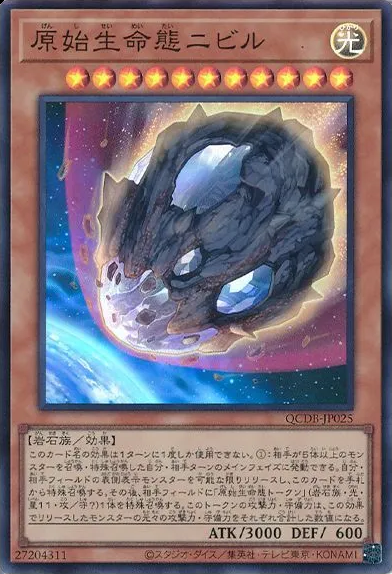 原始生命態ニビル
光
QCDB-JP025
【岩石族／効果】
このカード名の効果は1ターンに1度しか使用できない。①：相手が5体以上のモ
ンスターを召喚・特殊召喚した自分・相手ターンのメインフェイズに発動できる。自分・
相手フィールドの表側表示モンスターを可能な限りリリースし、このカードを手札
から特殊召喚する。その後、相手フィールドに「原始生命態トークン」(岩石族・光・
星11・攻／守?)1体を特殊召喚する。このトークンの攻撃力・守備力は、この効果
でリリースしたモンスターの元々の攻撃力・守備力をそれぞれ合計した数値になる。
ATK/3000 DEF/ 600
27204311 ©スタジオ・ダイス／集英社・テレビ東京・KONAMI